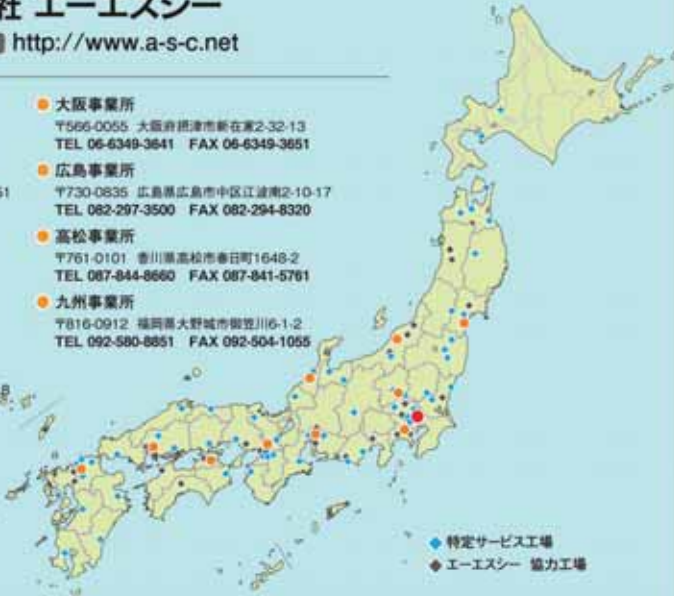 社 エーエスシー
http://www.a-s-c.net
大阪事業所
〒566-0055 大阪府摂津市新在家2-32-13
TEL 06-6349-3641 FAX 06-6349-3651
広島事業所
〒730-0835 広島県広島市中区江波南2-10-17
TEL 082-297-3500 FAX 082-294-8320
高松事業所
〒761-0101 香川県高松市春日町1648-2
TEL 087-844-8660 FAX 087-841-5761
九州事業所
〒816-0912 福岡県大野城市御笠川6-1-2
TEL 092-580-8851 FAX 092-504-1055
特定サービス工場
エーエスシー 協力工場